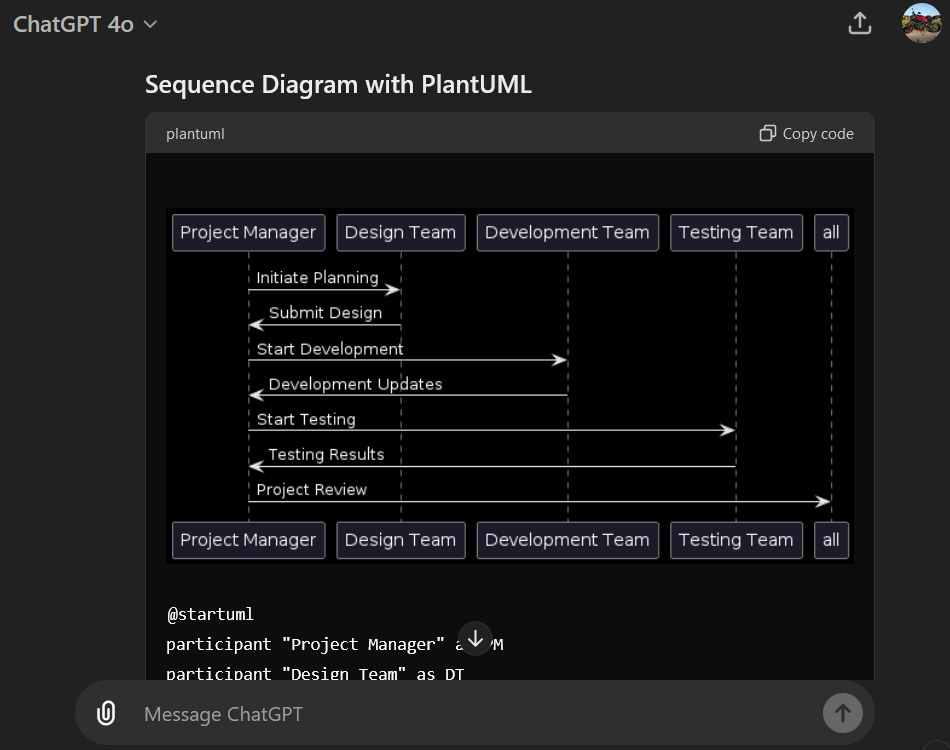 ChatGPT 4o
Sequence Diagram with PlantUML
plantuml Copy code
Project Manager Design Team Development Team Testing Team all
Initiate Planning
Submit Design
Start Development
Development Updates
Start Testing
Testing Results
Project Review
Project Manager Design Team Development Team Testing Team all
@startuml
participant "Project Manager" PM
participant "Design Team" as DT
Message ChatGPT